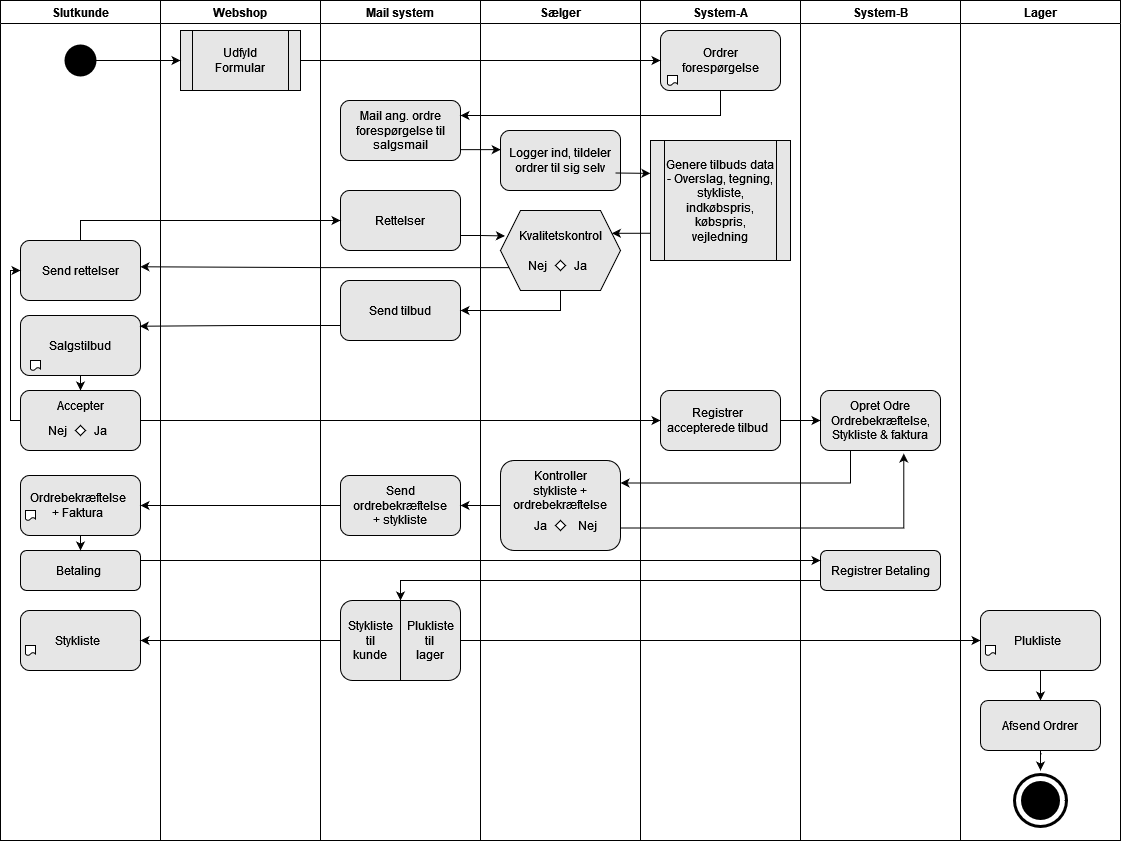 Slutkunde
Webshop
Mail system
Sælger
System-A
System-B
Lager
Udfyld
Formular
Ordrer
forespørgelse
Mail ang. ordre
forespørgelse til
salgsmail
Logger ind, tildeler
ordrer til sig selv
Genere tilbuds data
- Overslag, tegning,
stykliste,
indkøbspris,
købspris,
vejledning
Rettelser
Kvalitetskontrol
Nej Ja
Send rettelser
Send tilbud
Salgstilbud
Accepter
Nej Ja
Registrer
accepterede tilbud
Opret Odre
Ordrebekræftelse,
Stykliste & faktura
Kontroller
stykliste +
ordrebekræftelse
Ja Nej
Send
ordrebekræftelse
+ stykliste
Ordrebekræftelse
+ Faktura
Betaling
Registrer Betaling
Stykliste
til
kunde
Plukliste
til
lager
Stykliste
Plukliste
Afsend Ordrer